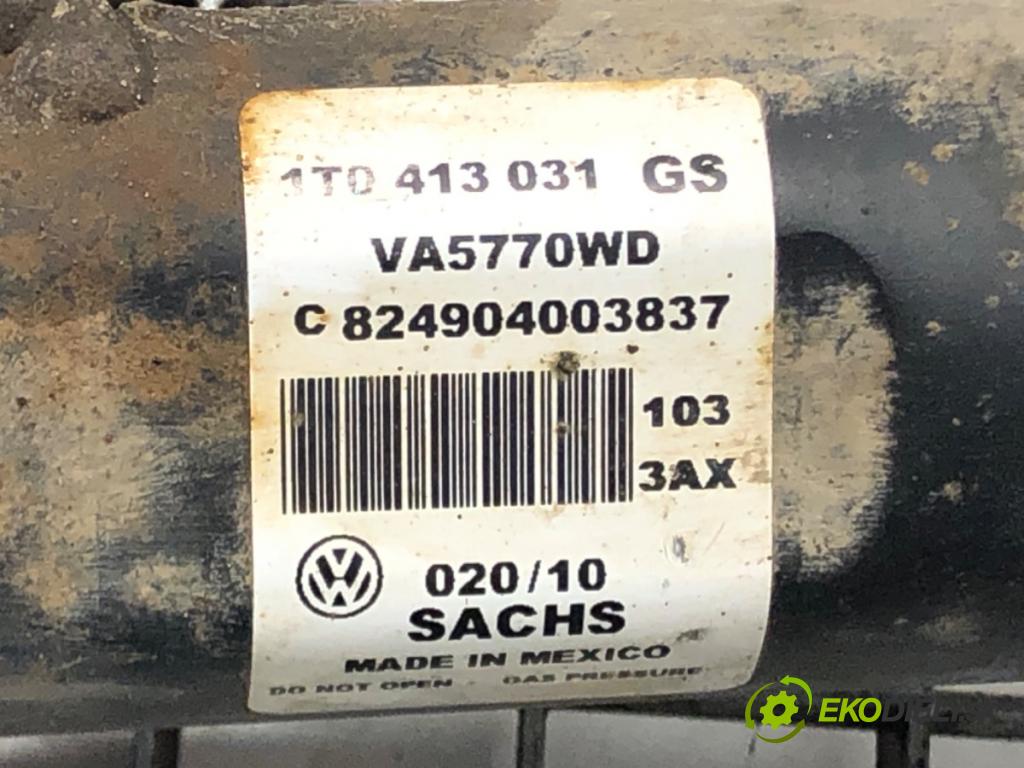 1T0 413 031 GS
VA5770WD
C 824904003837
103
3AX
VW
020/10
SACHS
MADE IN MEXICO
DO NOT OPEN - GAS PRESSURE